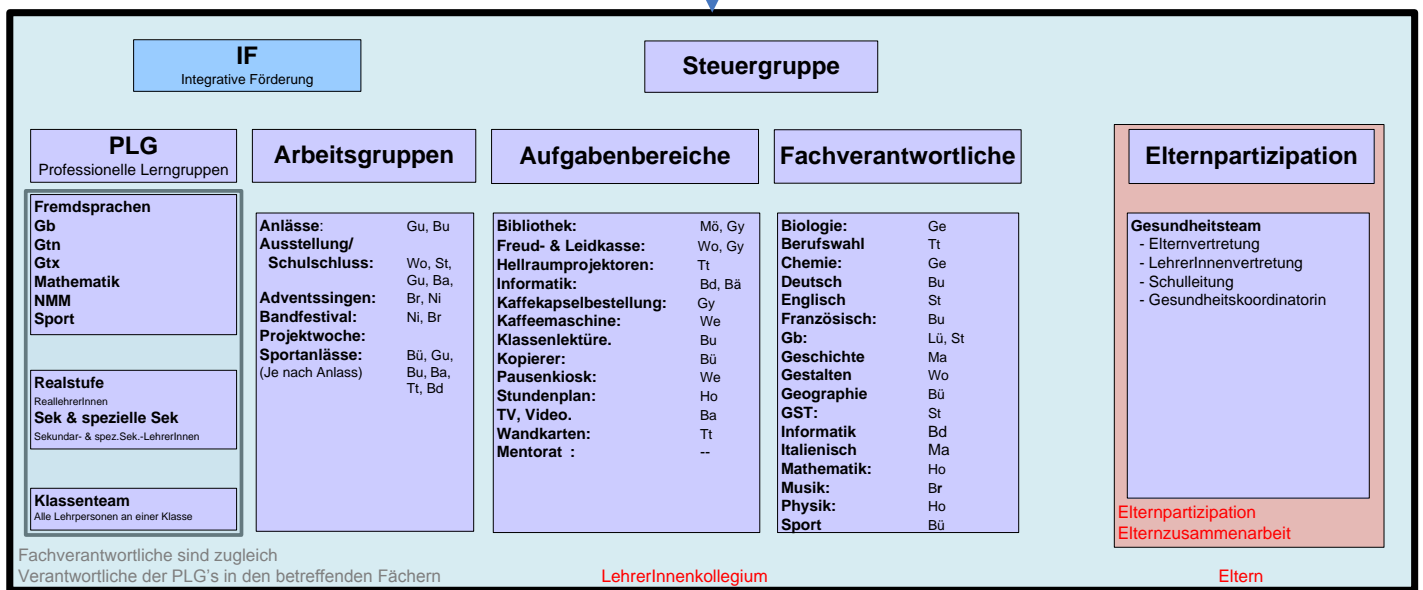 IF
Integrative Förderung
Steuergruppe
PLG
Professionelle Lerngruppen
Fremdsprachen
Gb
Gtn
Gtx
Mathematik
NMM
Sport
Realstufe
ReallehrerInnen
Sek & spezielle Sek
Sekundar- & spez.Sek.-LehrerInnen
Klassenteam
Alle Lehrpersonen an einer Klasse
Arbeitsgruppen
Anlässe: Gu, Bu
Ausstellung/
Schulschluss: Wo, St,
Gu, Ba,
Adventssingen: Br, Ni
Bandfestival: Ni, Br
Projektwoche:
Sportanlässe: Bü, Gu,
(Je nach Anlass) Bu, Ba,
Tt, Bd
Aufgabenbereiche
Bibliothek: Mö, Gy
Freud- & Leidkasse: Wo, Gy
Hellraumprojektoren: Tt
Informatik: Bd, Bä
Kaffekapselbestellung: Gy
Kaffeemaschine: We
Klassenlektüre. Bu
Kopierer: Bü
Pausenkiosk: We
Stundenplan: Ho
TV, Video. Ba
Wandkarten: Tt
Mentorat : --
Fachverantwortliche
Biologie: Ge
Berufswahl Tt
Chemie: Ge
Deutsch Bu
Englisch St
Französisch: Bu
Gb: Lü, St
Geschichte Ma
Gestalten Wo
Geographie Bü
GST: St
Informatik Bd
Italienisch Ma
Mathematik: Ho
Musik: Br
Physik: Ho
Sport Bü
Elternpartizipation
Gesundheitsteam
- Elternvertretung
- LehrerInnenvertretung
- Schulleitung
- Gesundheitskoordinatorin
Elternpartizipation
Elternzusammenarbeit
Fachverantwortliche sind zugleich
Verantwortliche der PLG's in den betreffenden Fächern
LehrerInnenkollegium
Eltern